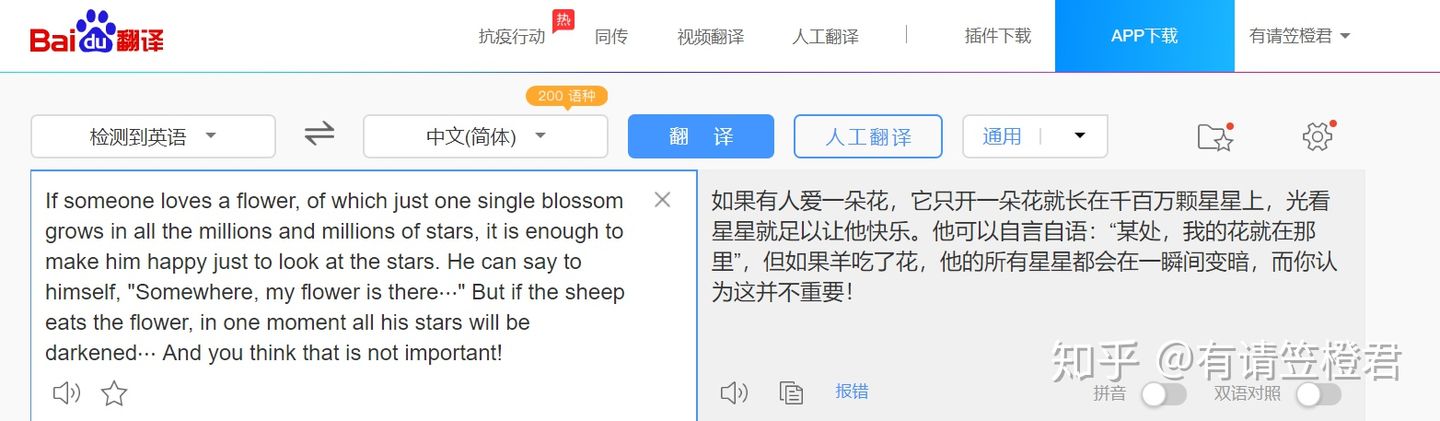 Bai du 翻译
抗疫行动 热 同传 视频翻译 人工翻译 插件下载 APP下载 有请笠橙君
200 语种
检测到英语 中文(简体) 翻 译 人工翻译 通用
If someone loves a flower, of which just one single blossom
grows in all the millions and millions of stars, it is enough to
make him happy just to look at the stars. He can say to
himself, "Somewhere, my flower is there···" But if the sheep
eats the flower, in one moment all his stars will be
darkened··· And you think that is not important!
如果有人爱一朵花，它只开一朵花就长在千百万颗星星上，光看
星星就足以让他快乐。他可以自言自语：“某处，我的花就在那
里”，但如果羊吃了花，他的所有星星都会在一瞬间变暗，而你认
为这并不重要！
知乎 @有请笠橙君
报错 拼音 双语对照